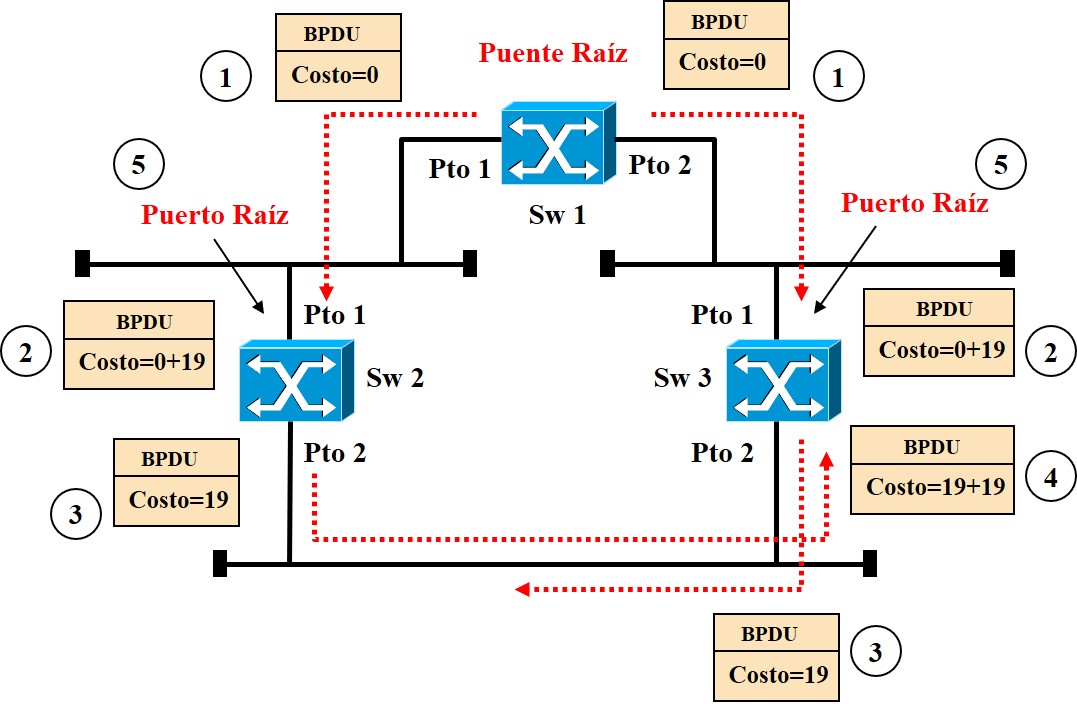 BPDU
Costo=0
1
Puente Raíz
BPDU
Costo=0
1
5
Puerto Raíz
Pto 1
Pto 2
Sw 1
5
Puerto Raíz
2
BPDU
Costo=0+19
Pto 1
Sw 2
Pto 2
Pto 1
Sw 3
Pto 2
BPDU
Costo=0+19
2
BPDU
Costo=19
3
BPDU
Costo=19+19
4
BPDU
Costo=19
3